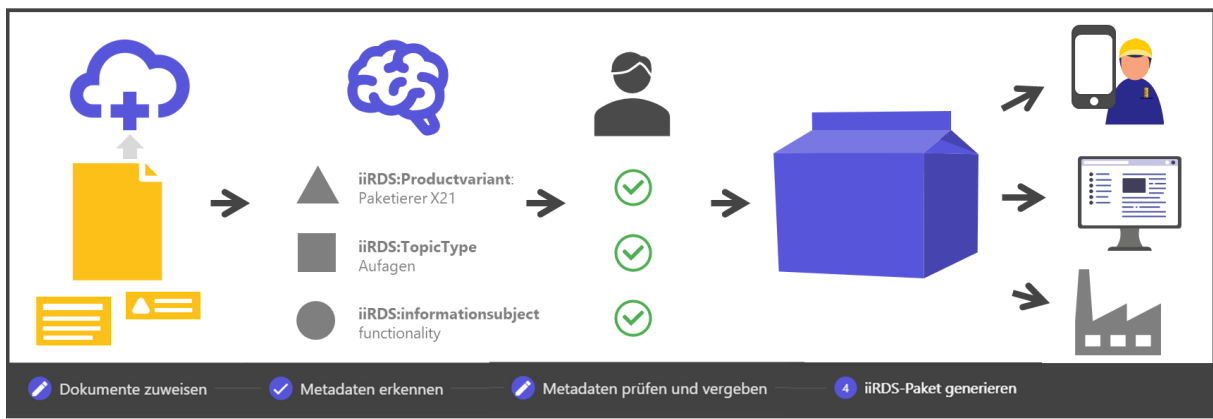 iiRDS:Productvariant:
Paketierer X21
iiRDS:TopicType
Aufagen
iiRDS:informationsubject
functionality
Dokumente zuweisen
Metadaten erkennen
Metadaten prüfen und vergeben
4 iiRDS-Paket generieren